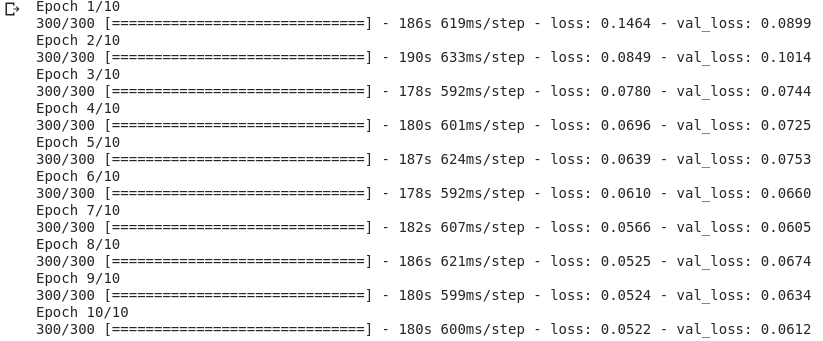 Epoch 1/10
300/300 [==============================] - 186s 619ms/step - loss: 0.1464 - val_loss: 0.0899
Epoch 2/10
300/300 [==============================] - 190s 633ms/step - loss: 0.0849 - val_loss: 0.1014
Epoch 3/10
300/300 [==============================] - 178s 592ms/step - loss: 0.0780 - val_loss: 0.0744
Epoch 4/10
300/300 [==============================] - 180s 601ms/step - loss: 0.0696 - val_loss: 0.0725
Epoch 5/10
300/300 [==============================] - 187s 624ms/step - loss: 0.0639 - val_loss: 0.0753
Epoch 6/10
300/300 [==============================] - 178s 592ms/step - loss: 0.0610 - val_loss: 0.0660
Epoch 7/10
300/300 [==============================] - 182s 607ms/step - loss: 0.0566 - val_loss: 0.0605
Epoch 8/10
300/300 [==============================] - 186s 621ms/step - loss: 0.0525 - val_loss: 0.0674
Epoch 9/10
300/300 [==============================] - 180s 599ms/step - loss: 0.0524 - val_loss: 0.0634
Epoch 10/10
300/300 [==============================] - 180s 600ms/step - loss: 0.0522 - val_loss: 0.0612